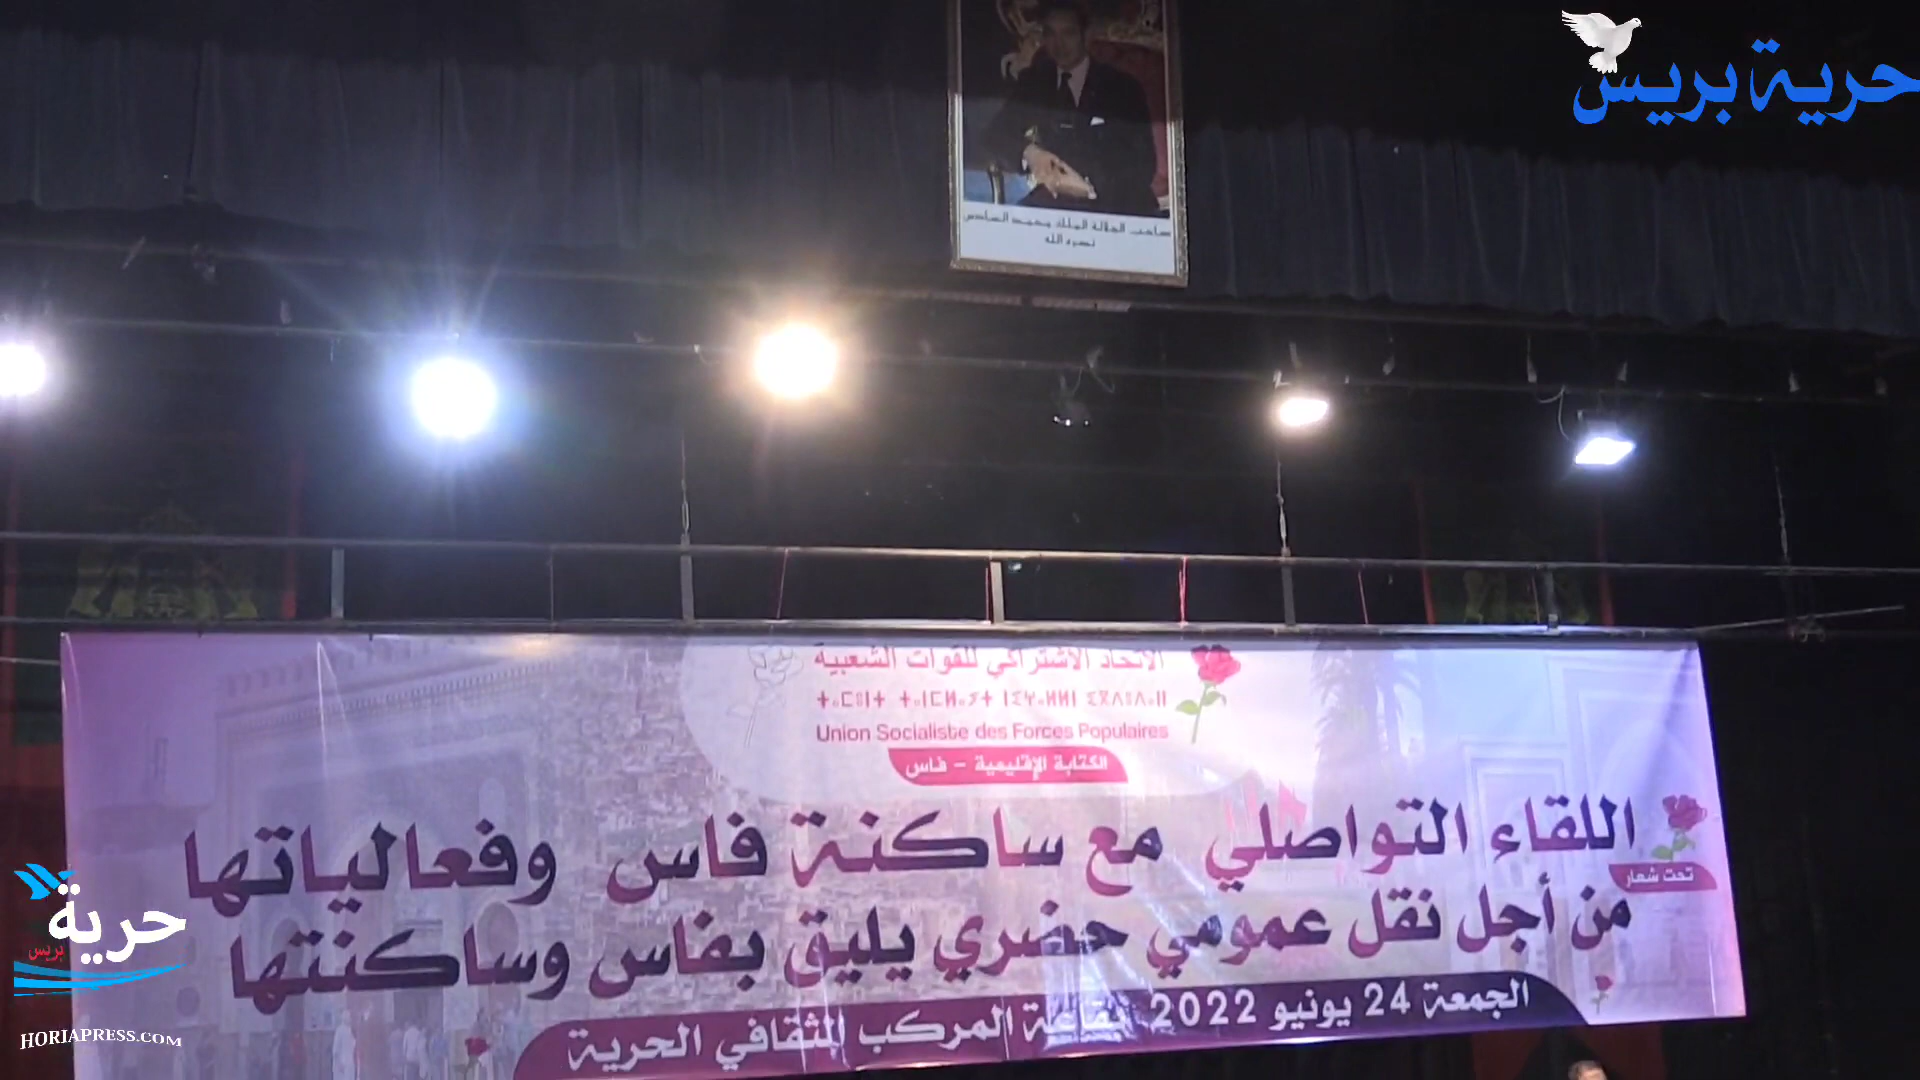 حرية بريس
صاحب الجلالة الملك محمد السادس
نصره الله
الاتحاد الاشتراكي للقوات الشعبية
ⵜⴰⵎⵓⵏⵜ ⵜⴰⵏⵎⵍⴰⵢⵜ ⵏⵉⵖⴰⵍⵍⵏ ⵉⴳⴷⵓⴷⴰⵏⵏ
Union Socialiste des Forces Populaires
الكتابة الإقليمية - فاس
اللقاء التواصلي مع ساكنة فاس وفعالياتها
تحت شعار
من أجل نقل عمومي حضري يليق بفاس وساكنتها
الجمعة 24 يونيو 2022 بقاعة المركب الثقافي الحرية
حرية
بريس
HORIAPRESS.COM